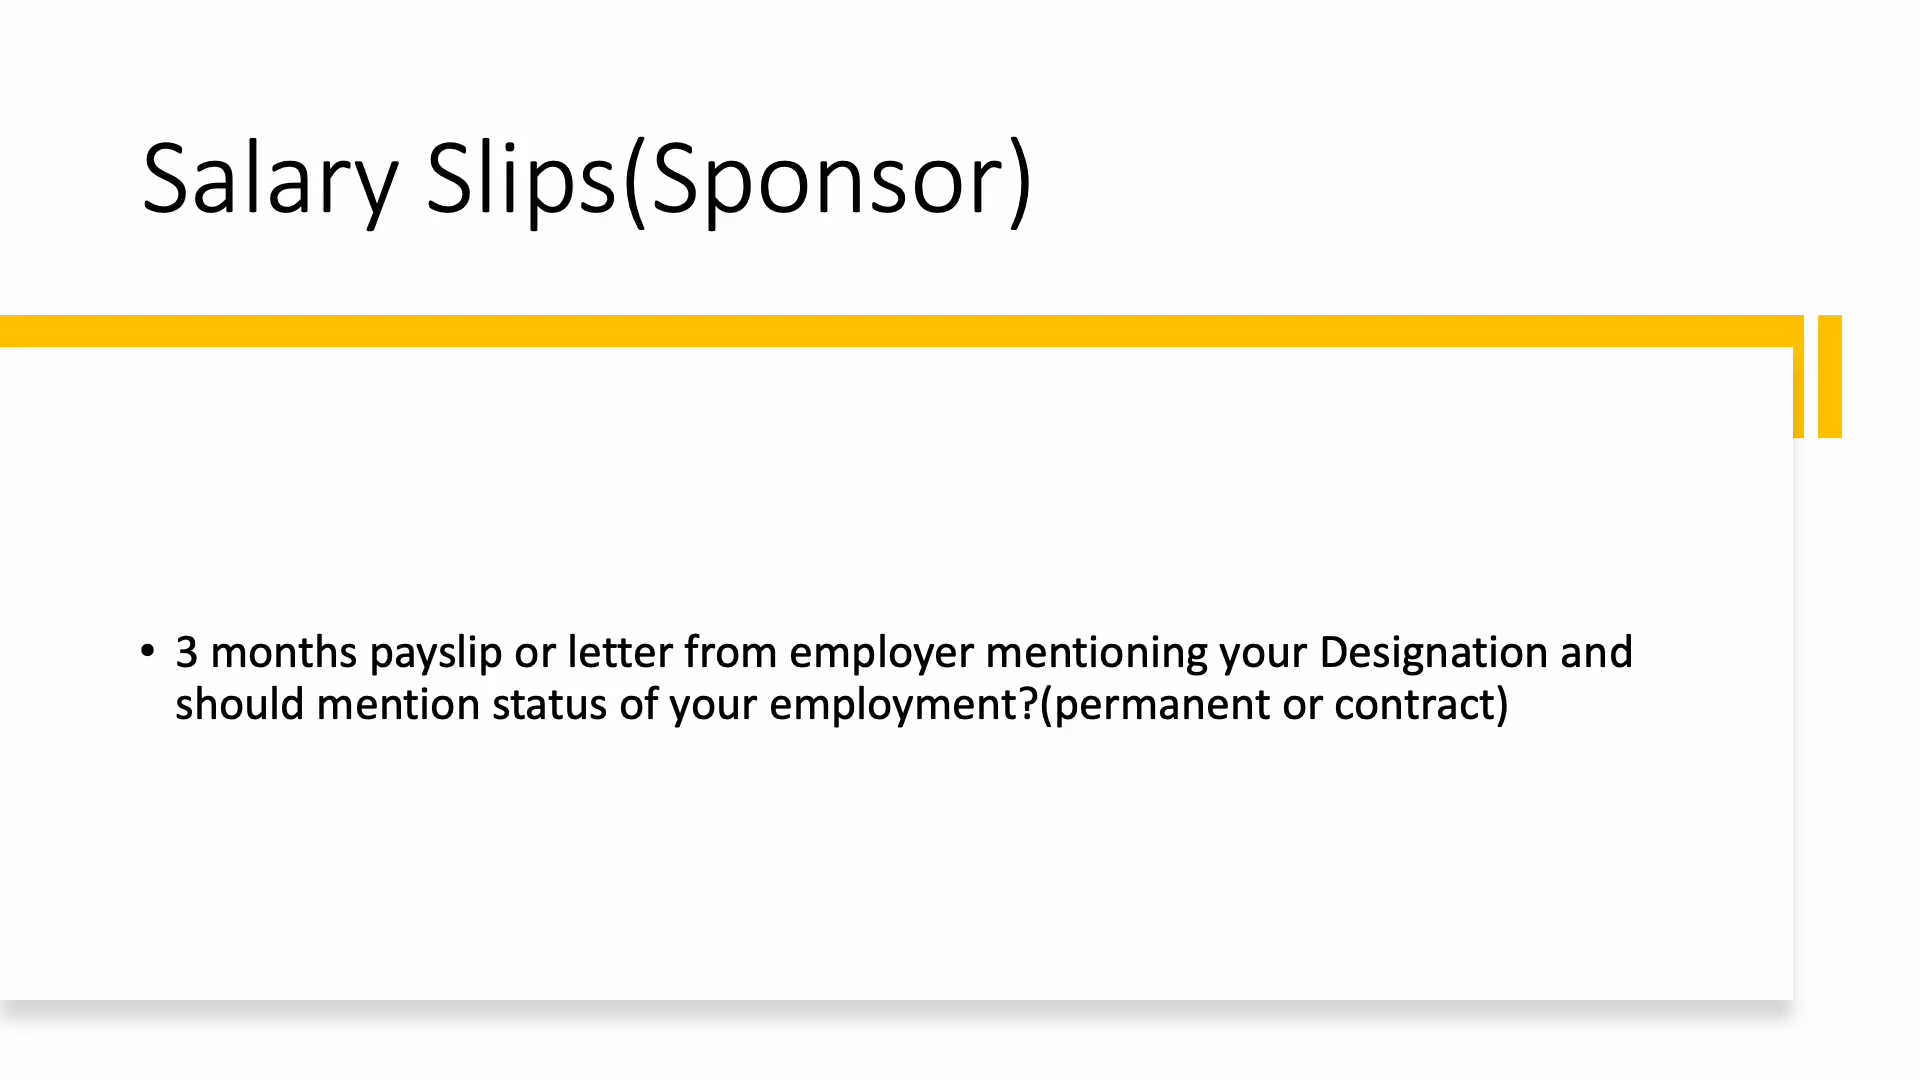 Salary Slips(Sponsor)
• 3 months payslip or letter from employer mentioning your Designation and
should mention status of your employment?(permanent or contract)